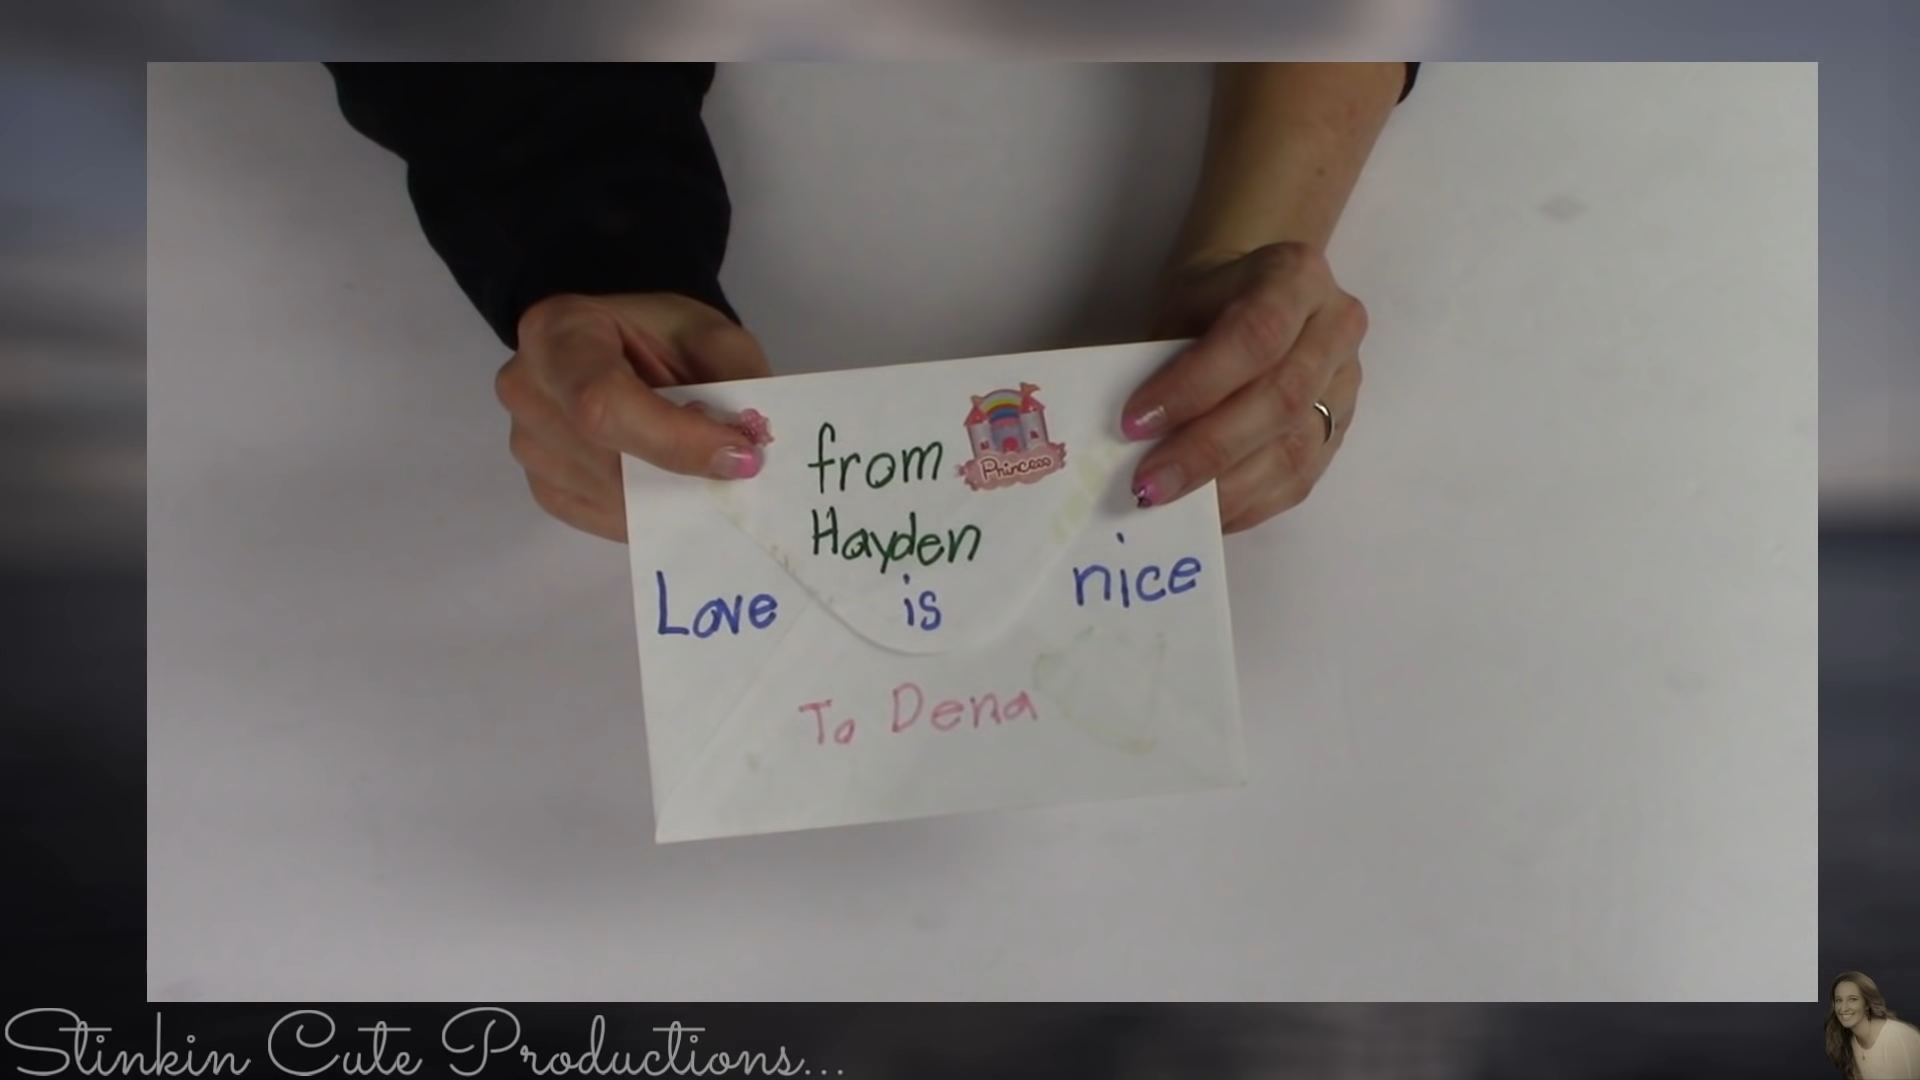 from
Princess
Hayden
Love is nice
To Dena
Stinkin Cute Productions...